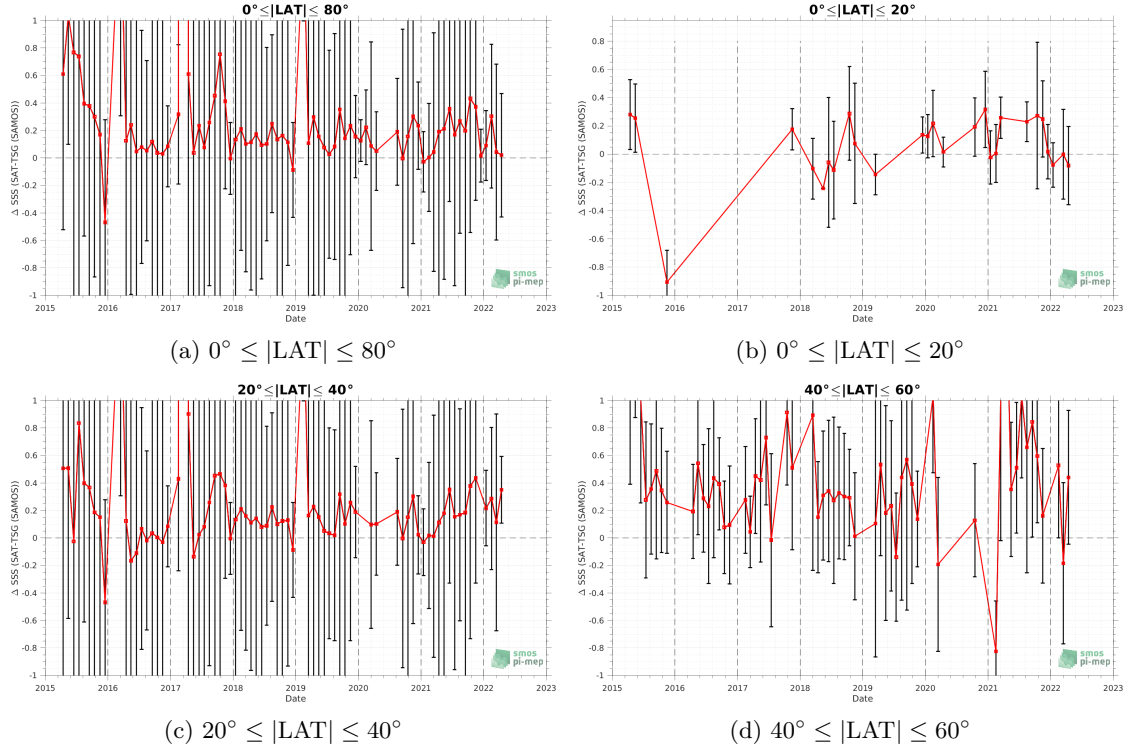 0°≤|LAT|≤ 80°
Δ SSS (SAT-TSG (SAMOS))
1
0.8
0.6
0.4
0.2
0
-0.2
-0.4
-0.6
-0.8
-1
2015 2016 2017 2018 2019 2020 2021 2022 2023
Date
smos
pi-mep
(a) 0° ≤ |LAT| ≤ 80°
0°≤|LAT|≤ 20°
Δ SSS (SAT-TSG (SAMOS))
0.8
0.6
0.4
0.2
0
-0.2
-0.4
-0.6
-0.8
-1
2015 2016 2017 2018 2019 2020 2021 2022 2023
Date
smos
pi-mep
(b) 0° ≤ |LAT| ≤ 20°
20°≤|LAT|≤ 40°
Δ SSS (SAT-TSG (SAMOS))
1
0.8
0.6
0.4
0.2
0
-0.2
-0.4
-0.6
-0.8
-1
2015 2016 2017 2018 2019 2020 2021 2022 2023
Date
smos
pi-mep
(c) 20° ≤ |LAT| ≤ 40°
40°≤|LAT|≤ 60°
Δ SSS (SAT-TSG (SAMOS))
1
0.8
0.6
0.4
0.2
0
-0.2
-0.4
-0.6
-0.8
-1
2015 2016 2017 2018 2019 2020 2021 2022 2023
Date
smos
pi-mep
(d) 40° ≤ |LAT| ≤ 60°